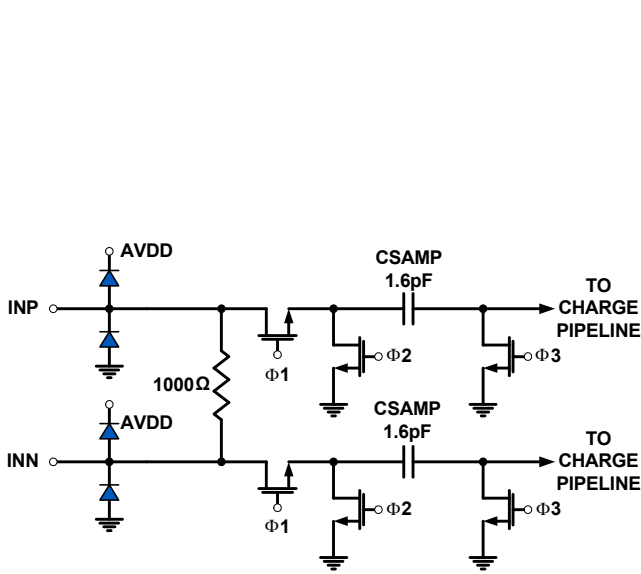 AVDD
CSAMP
1.6pF
TO
CHARGE
PIPELINE
INP
Φ1
Φ2
Φ3
1000Ω
AVDD
CSAMP
1.6pF
TO
CHARGE
PIPELINE
INN
Φ1
Φ2
Φ3